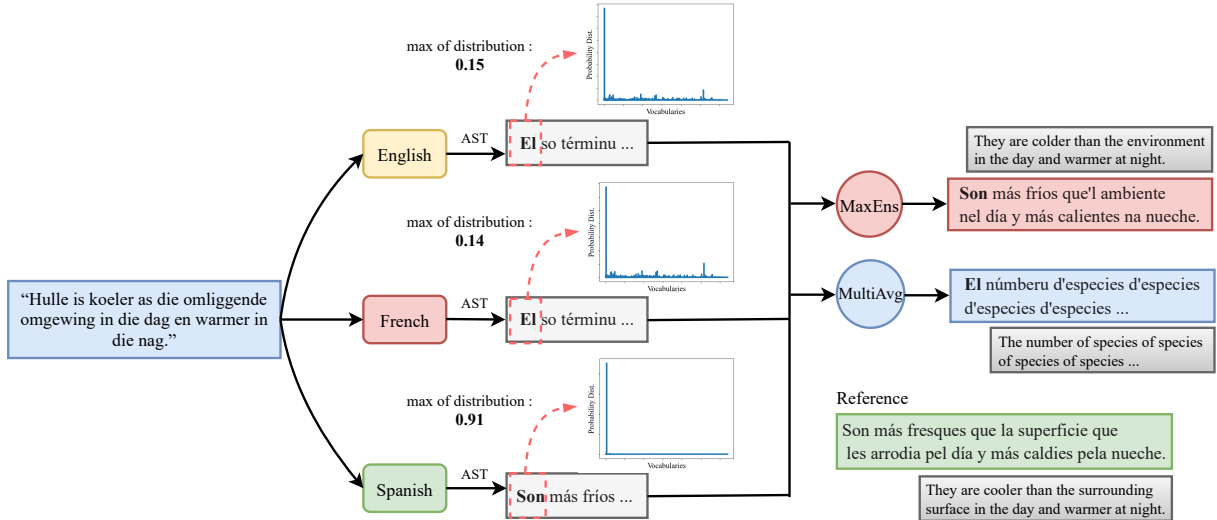 max of distribution :
0.15
Probability Dist.
Vocabularies
English
AST
El so términu ...
max of distribution :
0.14
Probability Dist.
“Hulle is koeler as die omliggende
omgewing in die dag en warmer in
die nag.”
French
AST
El so términu ...
max of distribution :
0.91
Probability Dist.
Vocabularies
Spanish
AST
Son más fríos ...
MaxEns
They are colder than the environment
in the day and warmer at night.
Son más fríos que'l ambiente
nel día y más calientes na nueche.
MultiAvg
El númberu d'especies d'especies
d'especies d'especies ...
The number of species of species
of species of species ...
Reference
Son más fresques que la superficie que
les arrodia pel día y más caldies pela nueche.
They are cooler than the surrounding
surface in the day and warmer at night.